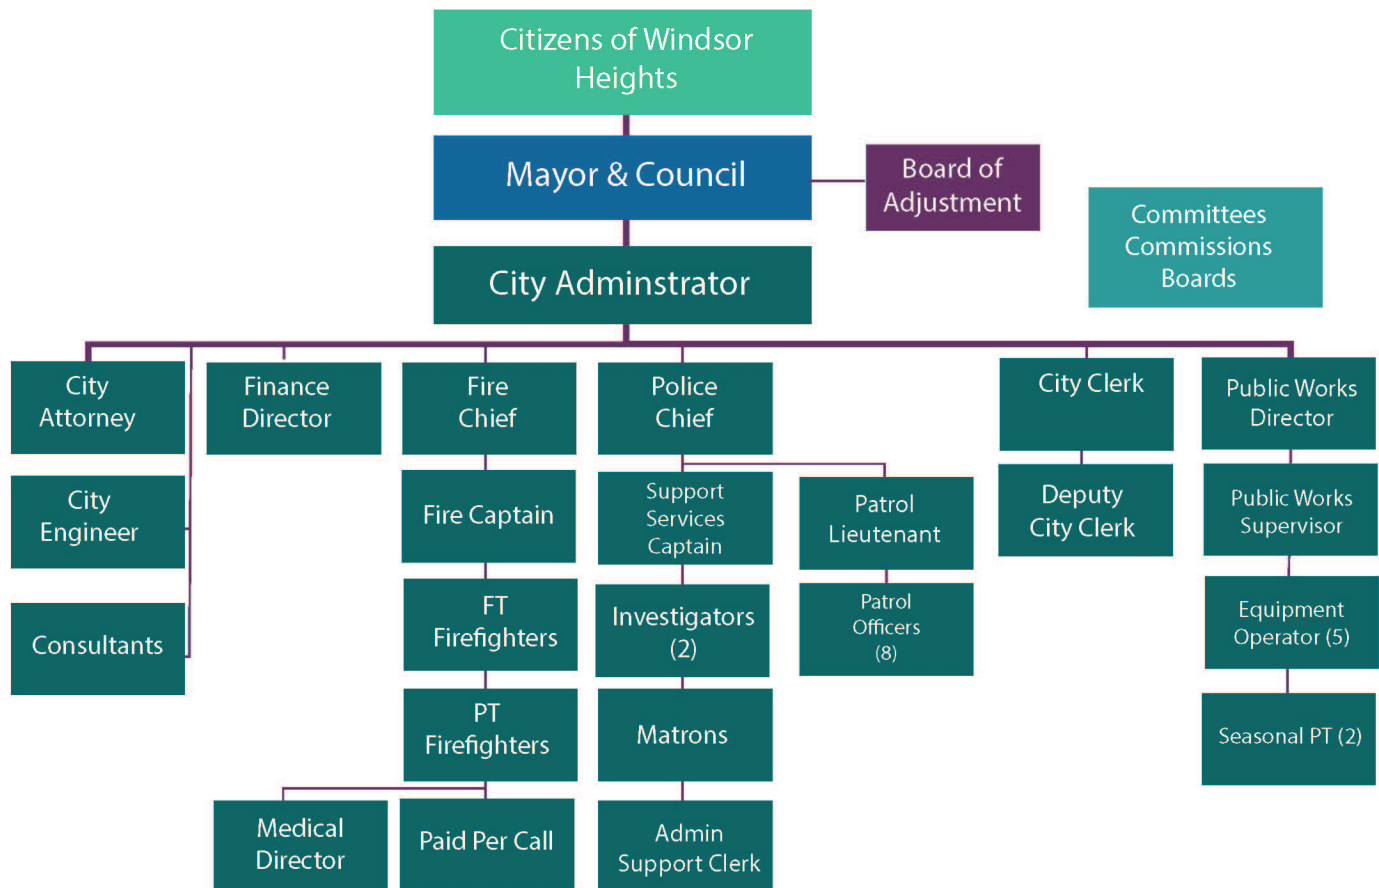 Citizens of Windsor
Heights
Mayor & Council
Board of
Adjustment
Committees
Commissions
Boards
City Adminstrator
City
Attorney
Finance
Director
Fire
Chief
Police
Chief
City Clerk
Public Works
Director
City
Engineer
Fire Captain
Support
Services
Captain
Patrol
Lieutenant
Deputy
City Clerk
Public Works
Supervisor
Consultants
FT
Firefighters
Investigators
(2)
Patrol
Officers
(8)
Equipment
Operator (5)
PT
Firefighters
Matrons
Seasonal PT (2)
Medical
Director
Paid Per Call
Admin
Support Clerk